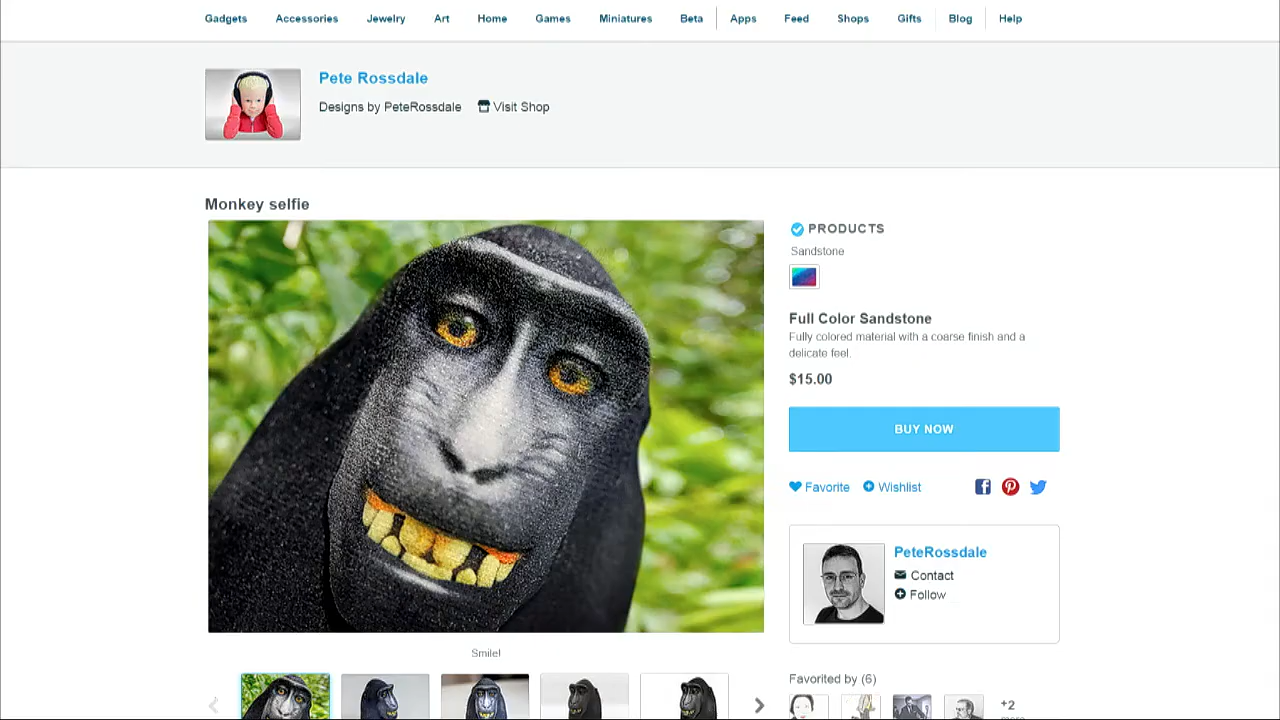 Gadgets Accessories Jewelry Art Home Games Miniatures Beta Apps Feed Shops Gifts Blog Help
Pete Rossdale
Designs by PeteRossdale Visit Shop
Monkey selfie
PRODUCTS
Sandstone
Full Color Sandstone
Fully colored material with a coarse finish and a
delicate feel.
$15.00
BUY NOW
Favorite Wishlist
PeteRossdale
Contact
Follow
Smile!
Favorited by (6)
+2
more